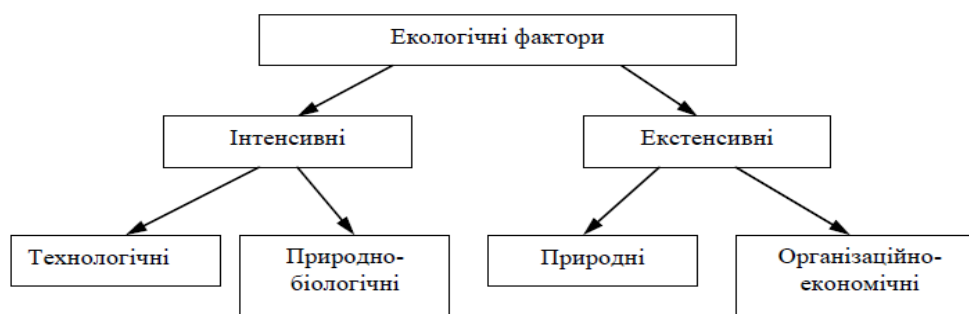 Екологічні фактори
Інтенсивні
Екстенсивні
Технологічні
Природно-
біологічні
Природні
Організаційно-
економічні